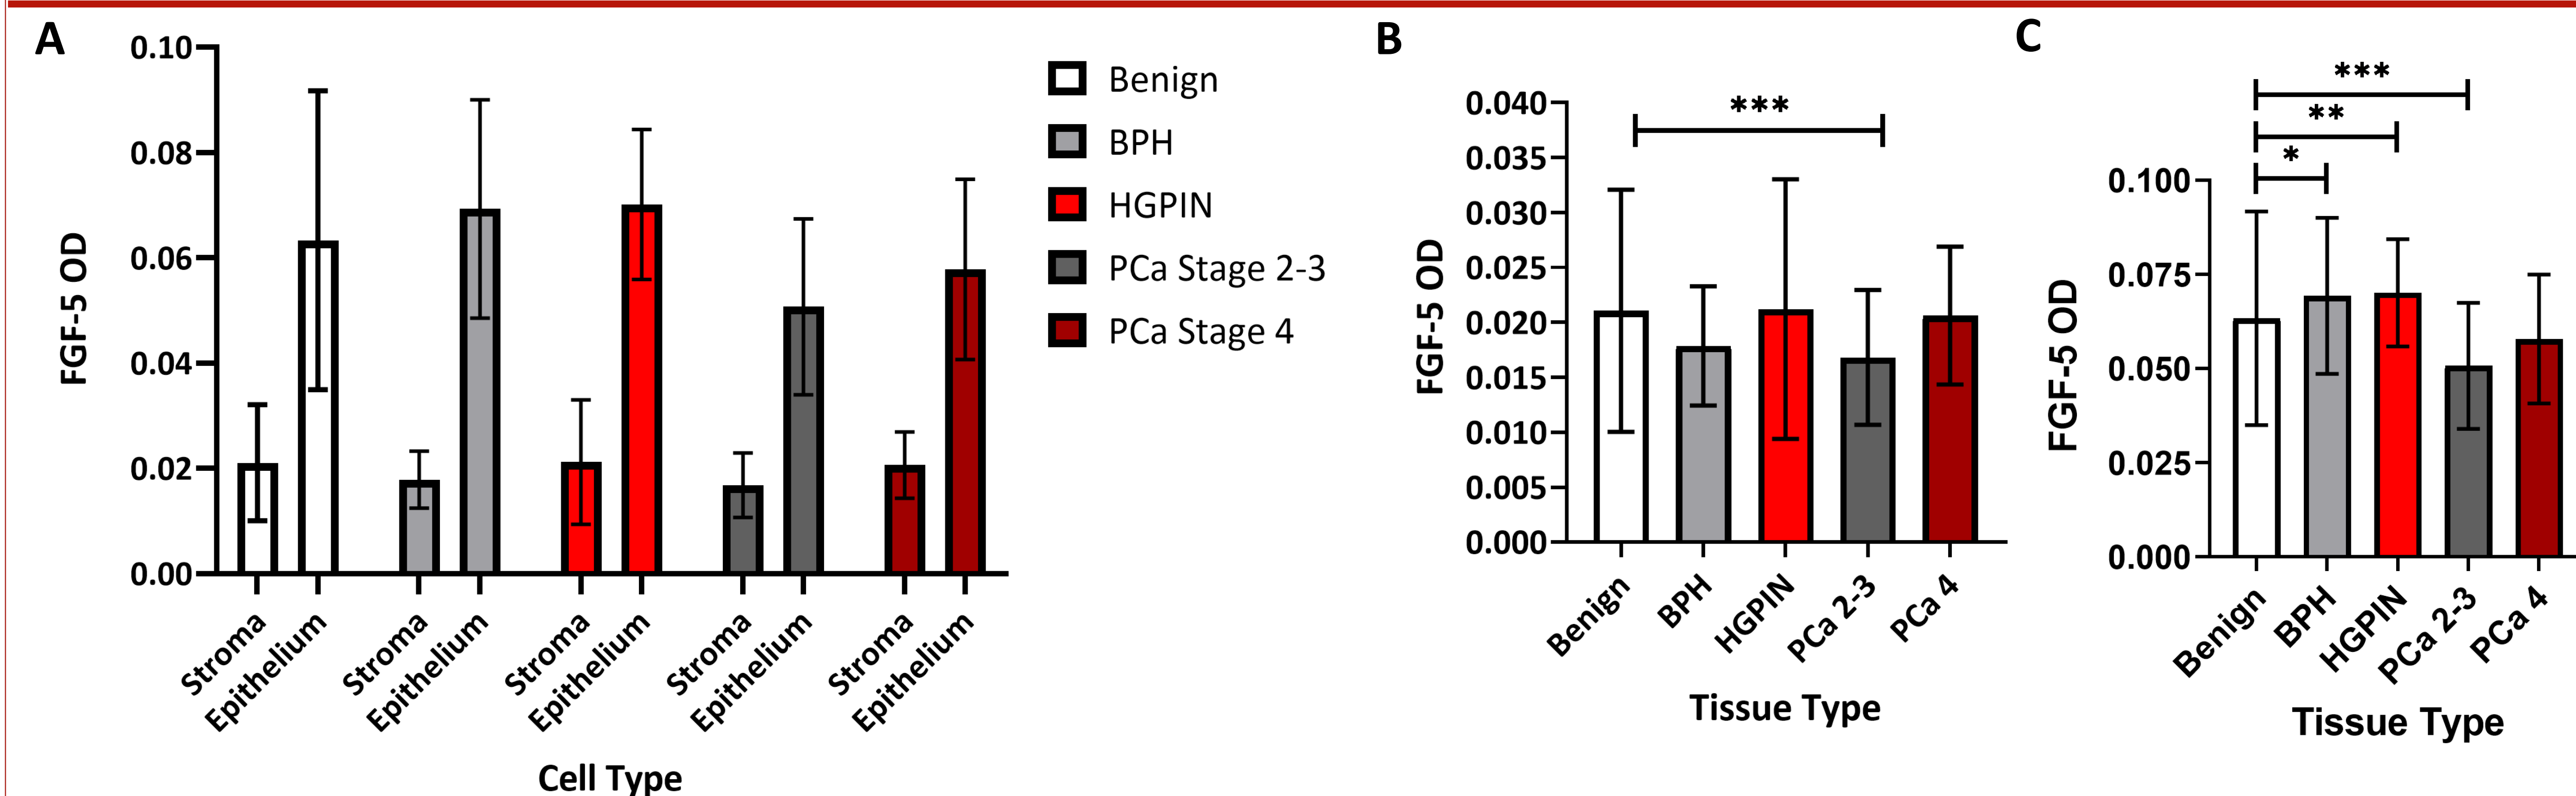 A
0.10
0.08
0.06
0.04
0.02
0.00
FGF-5 OD
Stroma
Epithelium
Stroma
Epithelium
Stroma
Epithelium
Stroma
Epithelium
Stroma
Epithelium
Cell Type
Benign
BPH
HGPIN
PCa Stage 2-3
PCa Stage 4
B
***
0.040
0.035
0.030
0.025
0.020
0.015
0.010
0.005
0.000
FGF-5 OD
Benign
BPH
HGPIN
PCa 2-3
PCa 4
Tissue Type
C
***
**
*
0.100
0.075
0.050
0.025
0.000
FGF-5 OD
Benign
BPH
HGPIN
PCa 2-3
PCa 4
Tissue Type